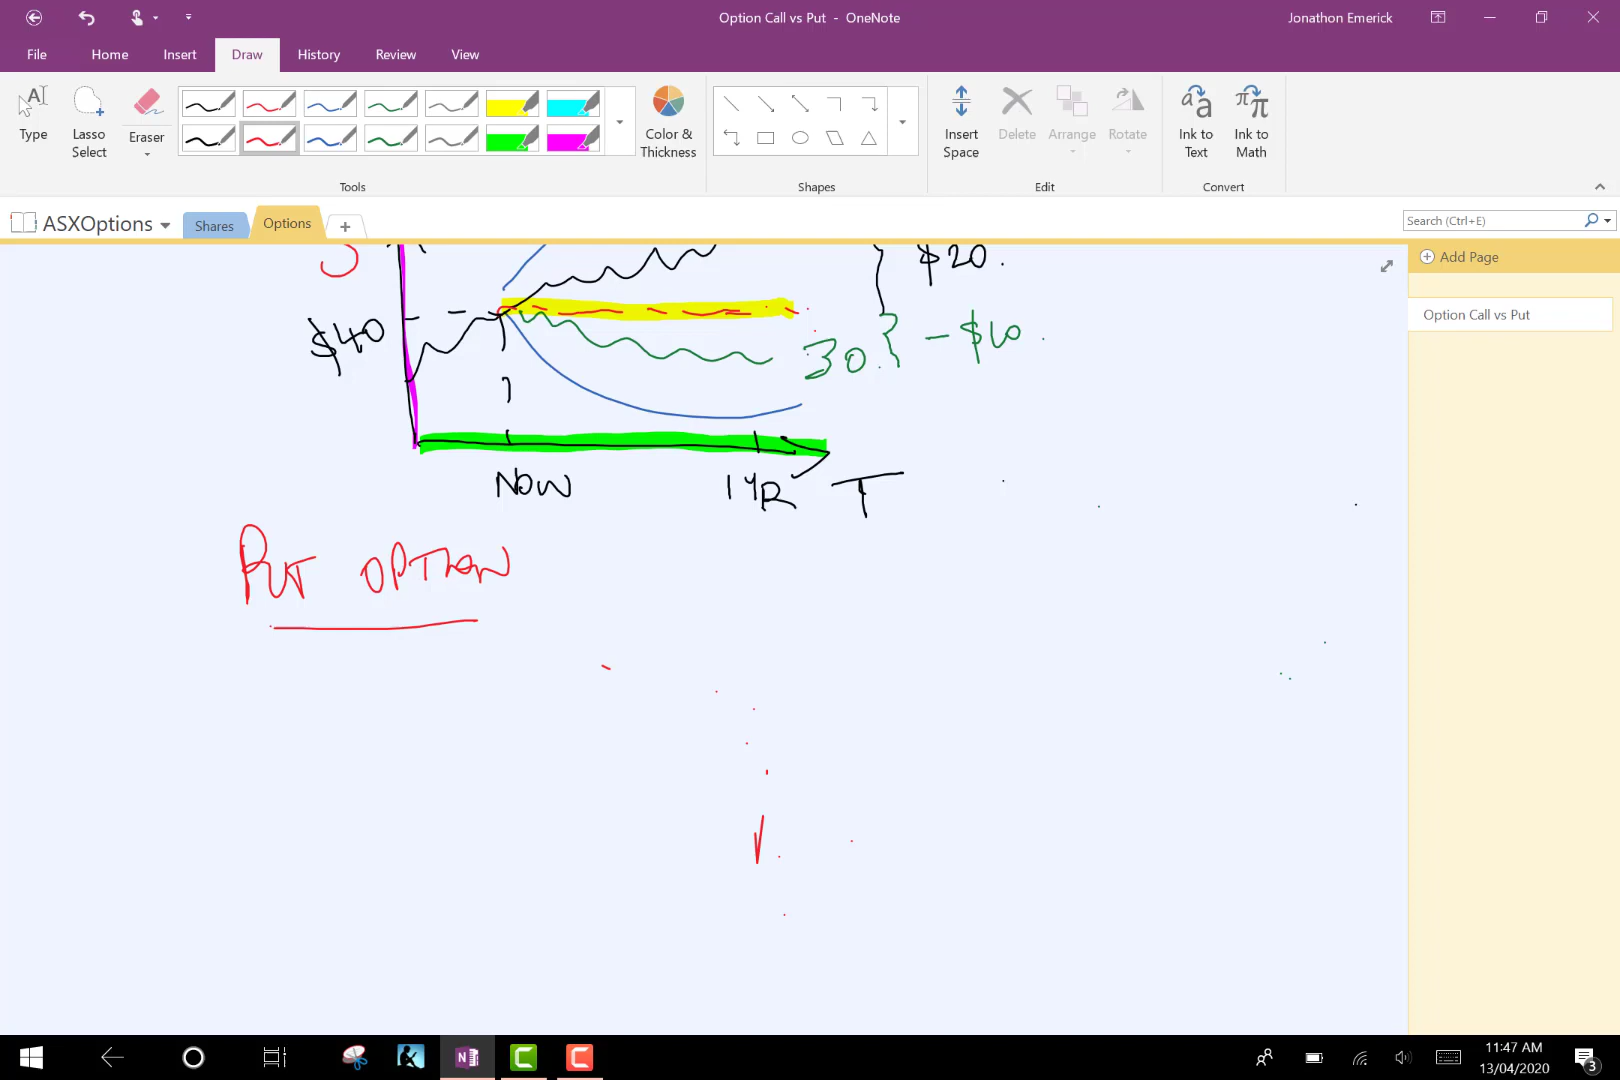 Option Call vs Put - OneNote
Jonathon Emerick
File Home Insert Draw History Review View
Type Lasso Select Eraser Color & Thickness Insert Space Delete Arrange Rotate Ink to Text Ink to Math
Tools Shapes Edit Convert
ASXOptions Shares Options + Search (Ctrl+E)
Add Page
Option Call vs Put
$20.
$40
30. - $10
NOW 1YR T
PUT OPTION
11:47 AM
13/04/2020
3